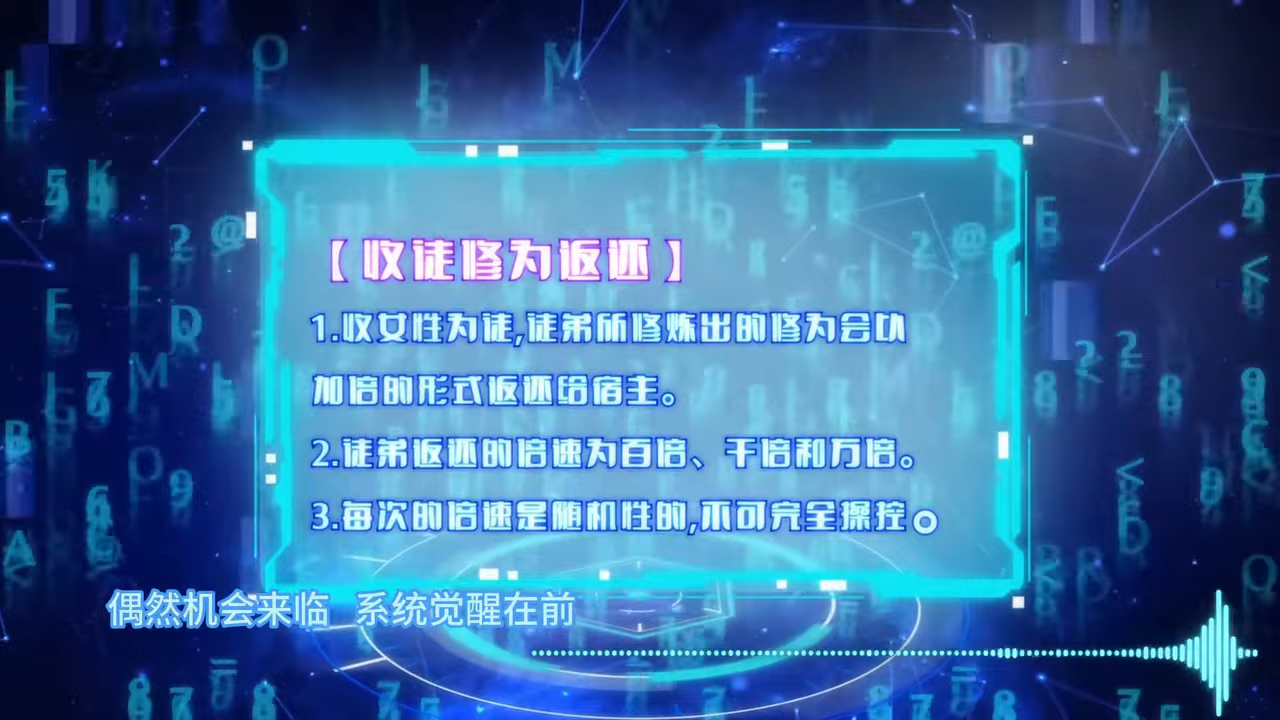 【收徒修为返还】
1.收女性为徒,徒弟所修炼出的修为会以
加倍的形式返还给宿主。
2.徒弟返还的倍速为百倍、千倍和万倍。
3.每次的倍速是随机性的,不可完全操控。
偶然机会来临 系统觉醒在前